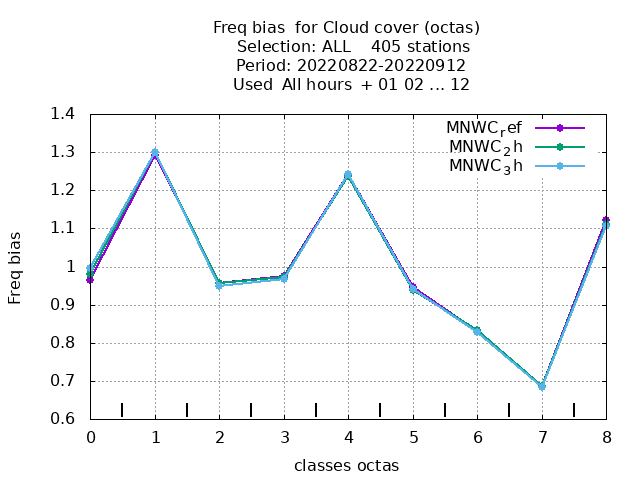 Freq bias  for Cloud cover (octas)
Selection: ALL    405 stations
Period: 20220822-20220912
Used  All hours  + 01 02 ... 12
MNWC_ref
MNWC_2h
MNWC_3h
1.4
1.3
1.2
1.1
1
0.9
0.8
0.7
0.6
Freq bias
0 1 2 3 4 5 6 7 8
classes octas